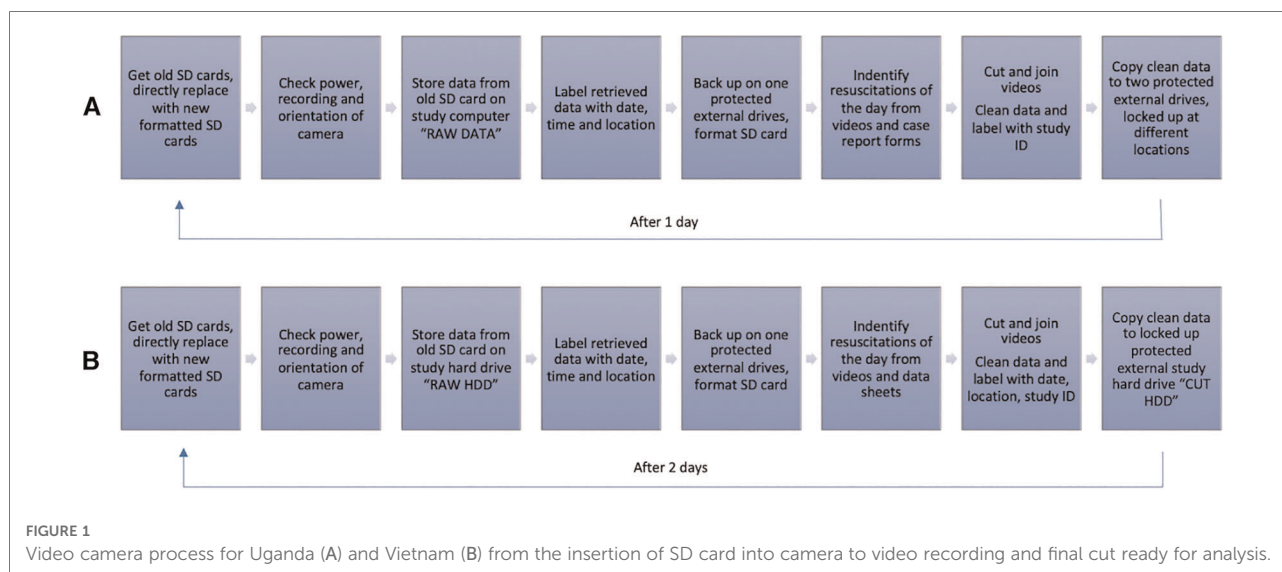 A
Get old SD cards,
directly replace
with new
formatted SD
cards
Check power,
recording and
orientation of
camera
Store data from
old SD card on
study computer
"RAW DATA"
Label retrieved
data with date,
time and location
Back up on one
protected
external drives,
format SD card
Indentify
resuscitations of
the day from
videos and case
report forms
Cut and join
videos
Clean data and
label with study
ID
Copy clean data
to two protected
external drives,
locked up at
different
locations
After 1 day
B
Get old SD cards,
directly replace
with new
formatted SD
cards
Check power,
recording and
orientation of
camera
Store data from
old SD card on
study hard drive
"RAW HDD"
Label retrieved
data with date,
time and location
Back up on one
protected
external drives,
format SD card
Indentify
resuscitations of
the day from
videos and data
sheets
Cut and join
videos
Clean data and
label with date,
location, study ID
Copy clean data
to locked up
protected
external study
hard drive "CUT
HDD"
After 2 days
FIGURE 1
Video camera process for Uganda (A) and Vietnam (B) from the insertion of SD card into camera to video recording and final cut ready for analysis.